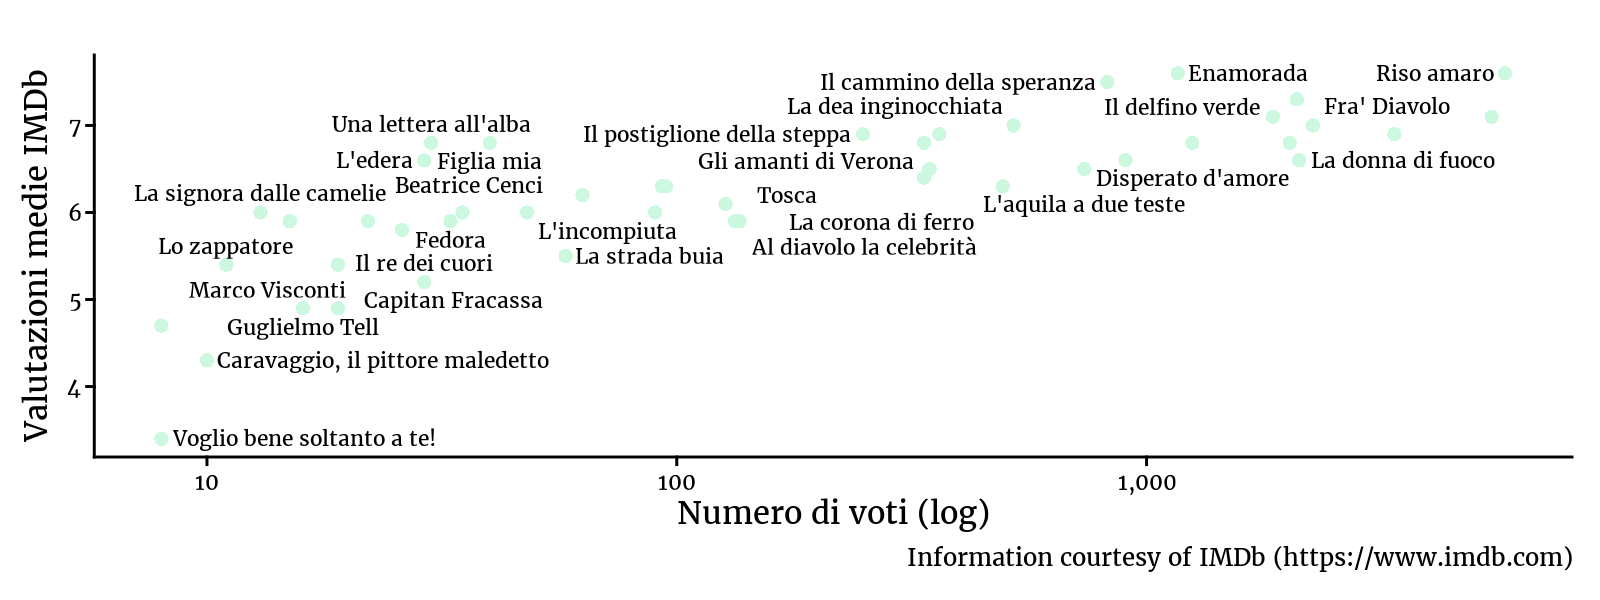 Valutazioni medie IMDb
7
6
5
4
Enamorada
Riso amaro
Il cammino della speranza
La dea inginocchiata
Il delfino verde
Fra' Diavolo
Una lettera all'alba
Il postiglione della steppa
L'edera
Figlia mia
Gli amanti di Verona
La donna di fuoco
Disperato d'amore
La signora dalle camelie
Beatrice Cenci
Tosca
L'aquila a due teste
La corona di ferro
L'incompiuta
Fedora
Lo zappatore
Al diavolo la celebrità
La strada buia
Il re dei cuori
Marco Visconti
Capitan Fracassa
Guglielmo Tell
Caravaggio, il pittore maledetto
Voglio bene soltanto a te!
10
100
1,000
Numero di voti (log)
Information courtesy of IMDb (https://www.imdb.com)